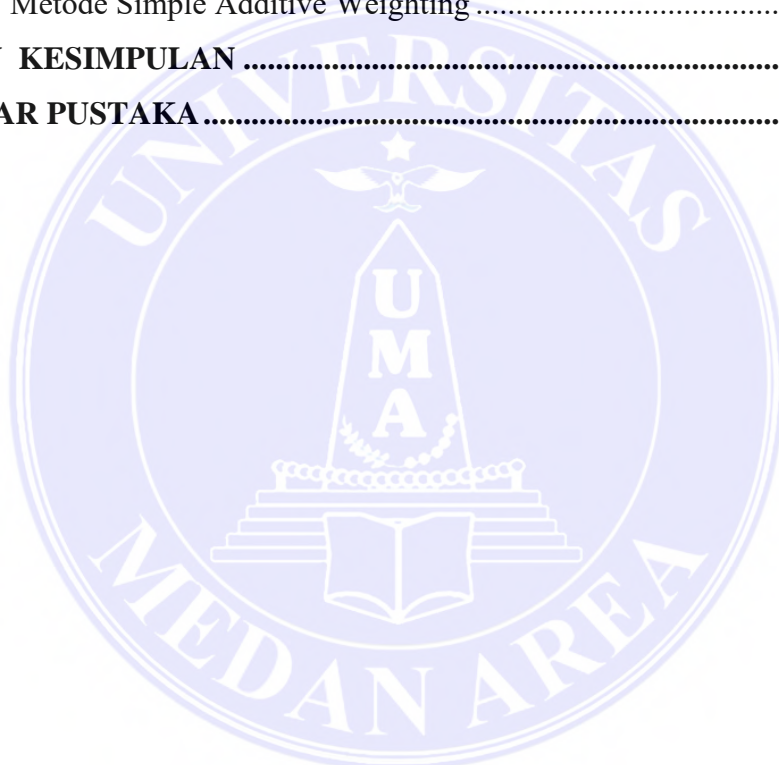 Metode Simple Additive Weighting ....................................
KESIMPULAN .....................................................................
AR PUSTAKA ..........................................................................
UNIVERSITAS
U
M
A
MEDAN AREA